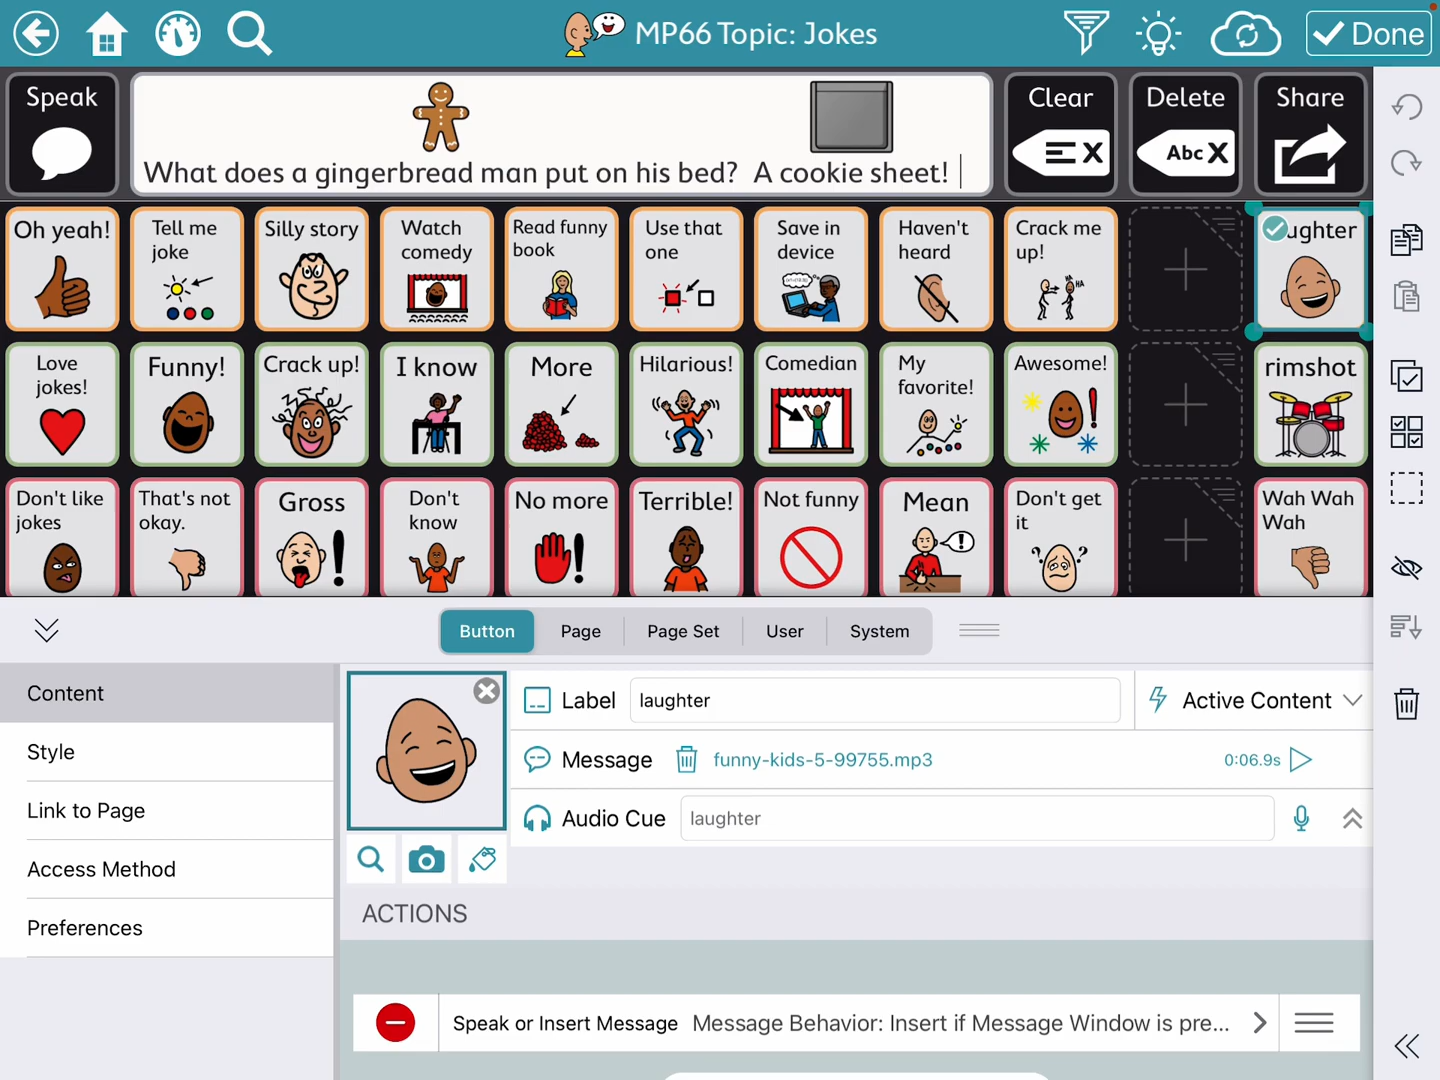 MP66 Topic: Jokes
Done
Speak
What does a gingerbread man put on his bed? A cookie sheet!
Clear
Delete
Abc X
Share
Oh yeah!
Tell me joke
Silly story
Watch comedy
Read funny book
Use that one
Save in device
Haven't heard
Crack me up!
HA HA
ughter
Love jokes!
Funny!
Crack up!
I know
More
Hilarious!
Comedian
My favorite!
Awesome!
rimshot
Don't like jokes
That's not okay.
Gross
Don't know
No more
Terrible!
Not funny
Mean
Don't get it
Wah Wah Wah
Button
Page
Page Set
User
System
Content
Style
Link to Page
Access Method
Preferences
Label
laughter
Active Content
Message
funny-kids-5-99755.mp3
0:06.9s
Audio Cue
laughter
ACTIONS
Speak or Insert Message
Message Behavior: Insert if Message Window is pre...